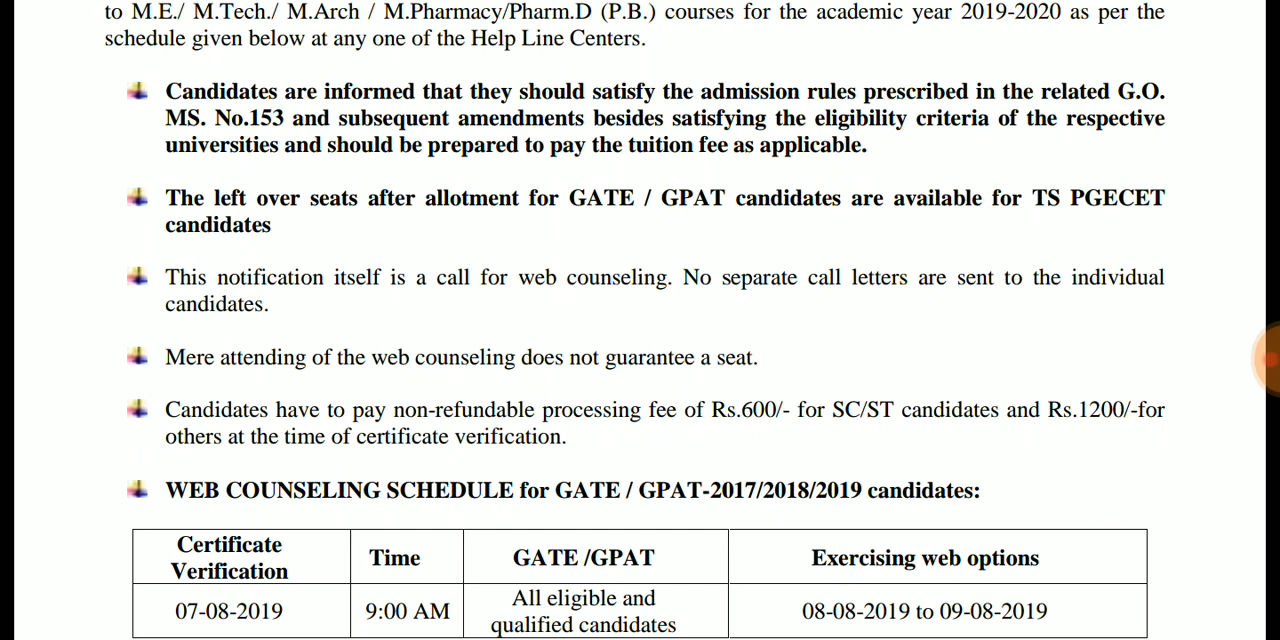 to M.E./ M.Tech./ M.Arch / M.Pharmacy/Pharm.D (P.B.) courses for the academic year 2019-2020 as per the
schedule given below at any one of the Help Line Centers.
Candidates are informed that they should satisfy the admission rules prescribed in the related G.O.
MS. No.153 and subsequent amendments besides satisfying the eligibility criteria of the respective
universities and should be prepared to pay the tuition fee as applicable.
The left over seats after allotment for GATE / GPAT candidates are available for TS PGECET
candidates
This notification itself is a call for web counseling. No separate call letters are sent to the individual
candidates.
Mere attending of the web counseling does not guarantee a seat.
Candidates have to pay non-refundable processing fee of Rs.600/- for SC/ST candidates and Rs.1200/-for
others at the time of certificate verification.
WEB COUNSELING SCHEDULE for GATE / GPAT-2017/2018/2019 candidates:
Certificate
Verification
Time
GATE /GPAT
Exercising web options
07-08-2019
9:00 AM
All eligible and
qualified candidates
08-08-2019 to 09-08-2019